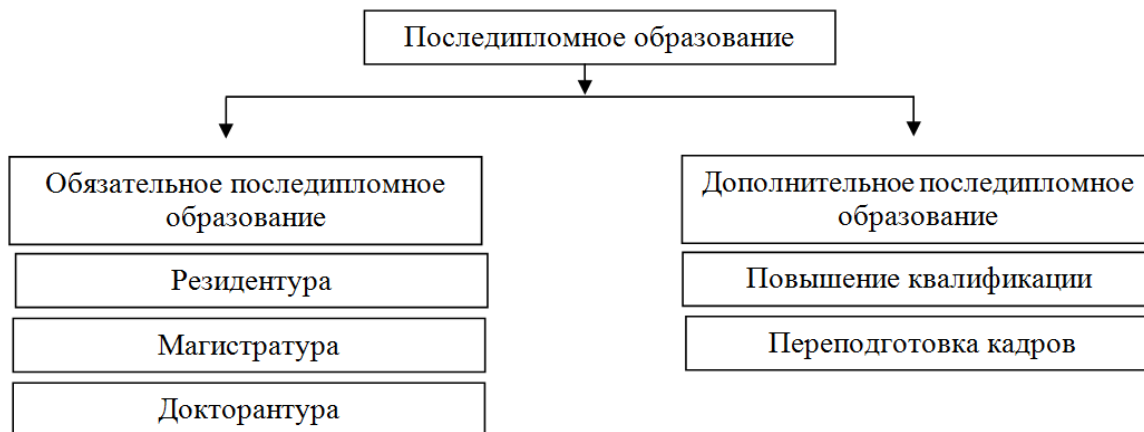 Последипломное образование
Обязательное последипломное
образование
Резидентура
Магистратура
Докторантура
Дополнительное последипломное
образование
Повышение квалификации
Переподготовка кадров